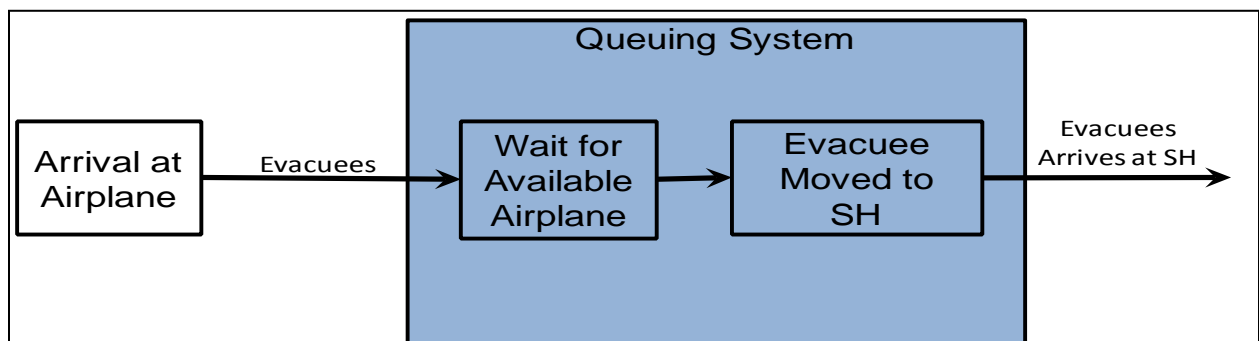 Queuing System
Arrival at
Airplane
Evacuees
Wait for
Available
Airplane
Evacuee
Moved to
SH
Evacuees
Arrives at SH